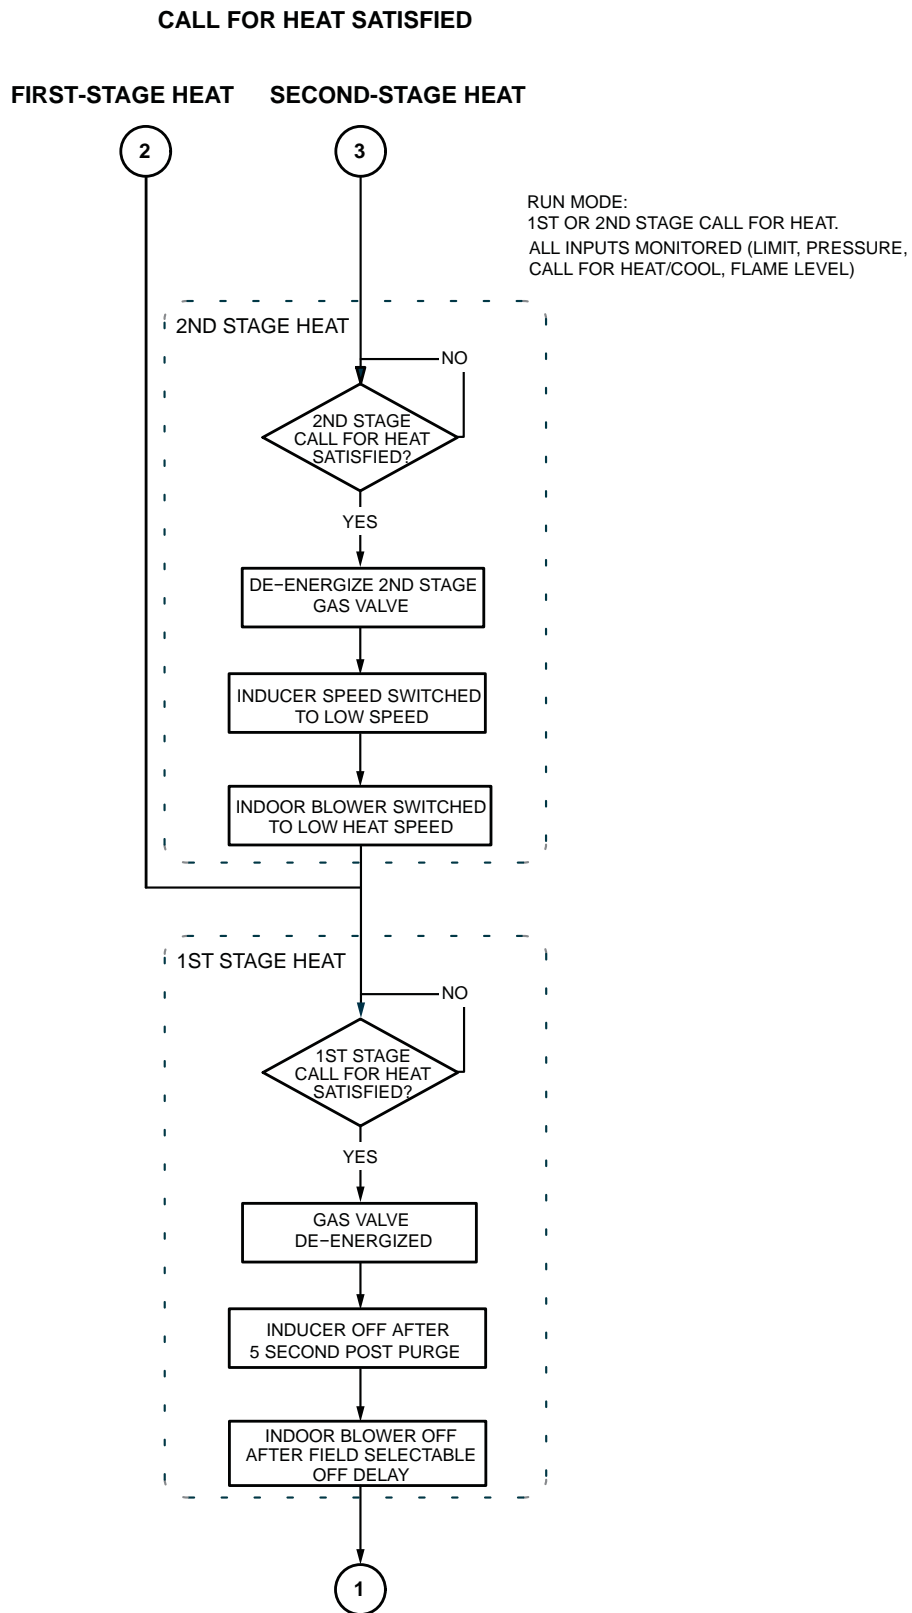 CALL FOR HEAT SATISFIED
FIRST-STAGE HEAT
SECOND-STAGE HEAT
2
3
RUN MODE:
1ST OR 2ND STAGE CALL FOR HEAT.
ALL INPUTS MONITORED (LIMIT, PRESSURE,
CALL FOR HEAT/COOL, FLAME LEVEL)
2ND STAGE HEAT
NO
2ND STAGE
CALL FOR HEAT
SATISFIED?
YES
DE−ENERGIZE 2ND STAGE
GAS VALVE
INDUCER SPEED SWITCHED
TO LOW SPEED
INDOOR BLOWER SWITCHED
TO LOW HEAT SPEED
1ST STAGE HEAT
NO
1ST STAGE
CALL FOR HEAT
SATISFIED?
YES
GAS VALVE
DE−ENERGIZED
INDUCER OFF AFTER
5 SECOND POST PURGE
INDOOR BLOWER OFF
AFTER FIELD SELECTABLE
OFF DELAY
1